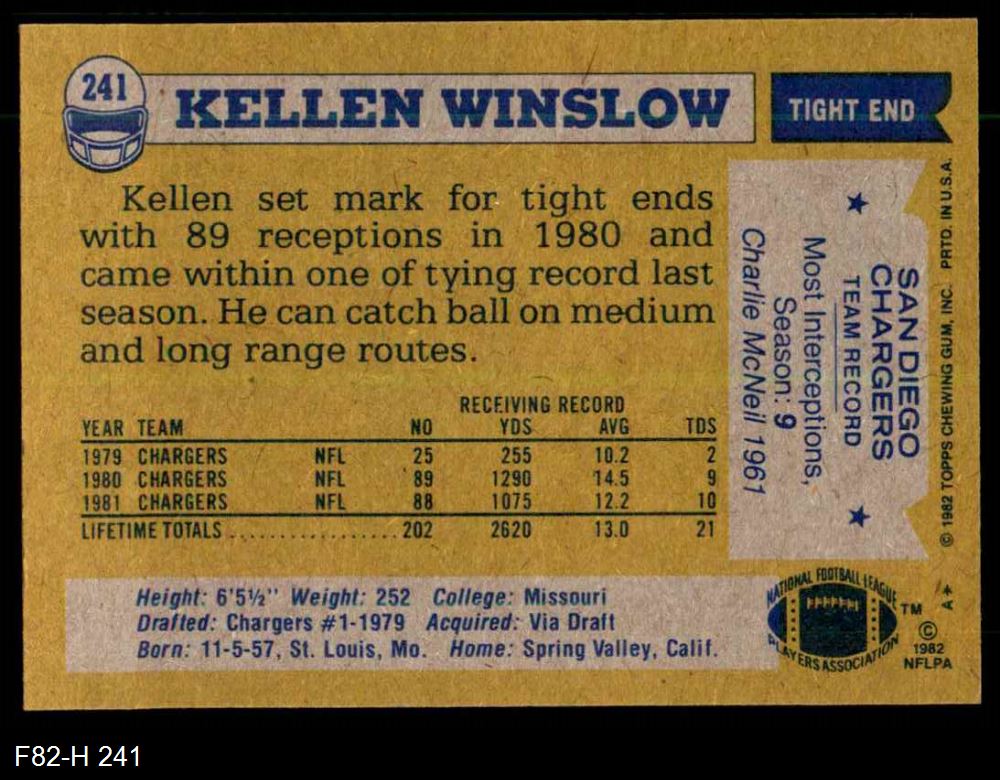 241
KELLEN WINSLOW
TIGHT END
Kellen set mark for tight ends
with 89 receptions in 1980 and
came within one of tying record last
season. He can catch ball on medium
and long range routes.
RECEIVING RECORD
YEAR TEAM NO YDS AVG TDS
1979 CHARGERS NFL 25 255 10.2 2
1980 CHARGERS NFL 89 1290 14.5 9
1981 CHARGERS NFL 88 1075 12.2 10
LIFETIME TOTALS ................. 202 2620 13.0 21
SAN DIEGO
CHARGERS
TEAM RECORD
Most Interceptions,
Season: 9
Charlie McNeil 1961
© 1982 TOPPS CHEWING GUM, INC. PRTD. IN U.S.A.
Height: 6'5½" Weight: 252 College: Missouri
Drafted: Chargers #1-1979 Acquired: Via Draft
Born: 11-5-57, St. Louis, Mo. Home: Spring Valley, Calif.
NATIONAL FOOTBALL LEAGUE
PLAYERS ASSOCIATION
TM
A*
©
1982
NFLPA
F82-H 241